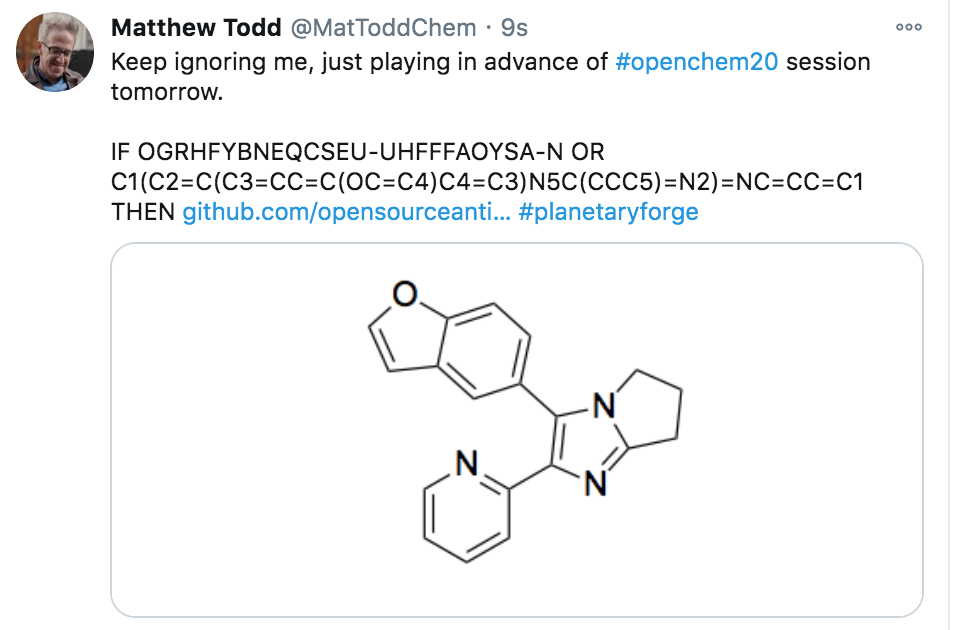 Matthew Todd @MatToddChem · 9s
Keep ignoring me, just playing in advance of #openchem20 session
tomorrow.
IF OGRHFYBNEQCSEU-UHFFFAOYSA-N OR
C1(C2=C(C3=CC=C(OC=C4)C4=C3)N5C(CCC5)=N2)=NC=CC=C1
THEN github.com/opensourceanti... #planetaryforge
O
N
N
N